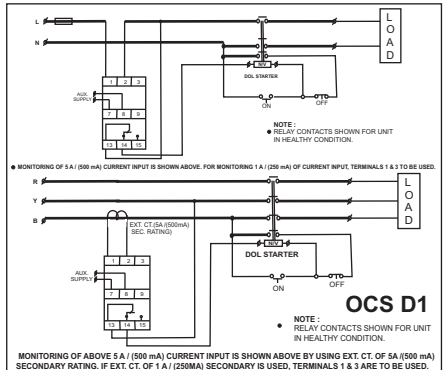 L
N
LOAD
1 2 3
AUX.
SUPPLY
7 8 9
13 14 15
N/V
DOL STARTER
ON
OFF
NOTE :
● RELAY CONTACTS SHOWN FOR UNIT
IN HEALTHY CONDITION.
● MONITORING OF 5 A / (500 mA) CURRENT INPUT IS SHOWN ABOVE. FOR MONITORING 1 A / (250 mA) OF CURRENT INPUT, TERMINALS 1 & 3 TO BE USED.
R
Y
B
LOAD
EXT. CT.(5A /(500mA)
SEC. RATING)
1 2 3
AUX.
SUPPLY
7 8 9
13 14 15
N/V
DOL STARTER
ON
OFF
OCS D1
NOTE :
● RELAY CONTACTS SHOWN FOR UNIT
IN HEALTHY CONDITION.
MONITORING OF ABOVE 5 A / (500 mA) CURRENT INPUT IS SHOWN ABOVE BY USING EXT. CT. OF 5A /(500 mA)
SECONDARY RATING. IF EXT. CT. OF 1 A / (250MA) SECONDARY IS USED, TERMINALS 1 & 3 ARE TO BE USED.